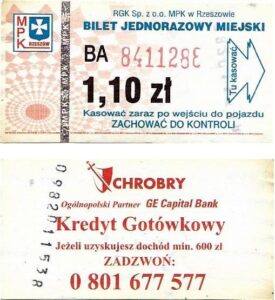 RGK Sp. z o.o. MPK w Rzeszowie
BILET JEDNORAZOWY MIEJSKI
MPK
RZESZÓW
BA 8411286
1,10 zł
Tu kasować
Kasować zaraz po wejściu do pojazdu
ZACHOWAĆ DO KONTROLI
CHROBRY
Ogólnopolski Partner GE Capital Bank
Kredyt Gotówkowy
Jeżeli uzyskujesz dochód min. 600 zł
ZADZWOŃ:
0 801 677 577